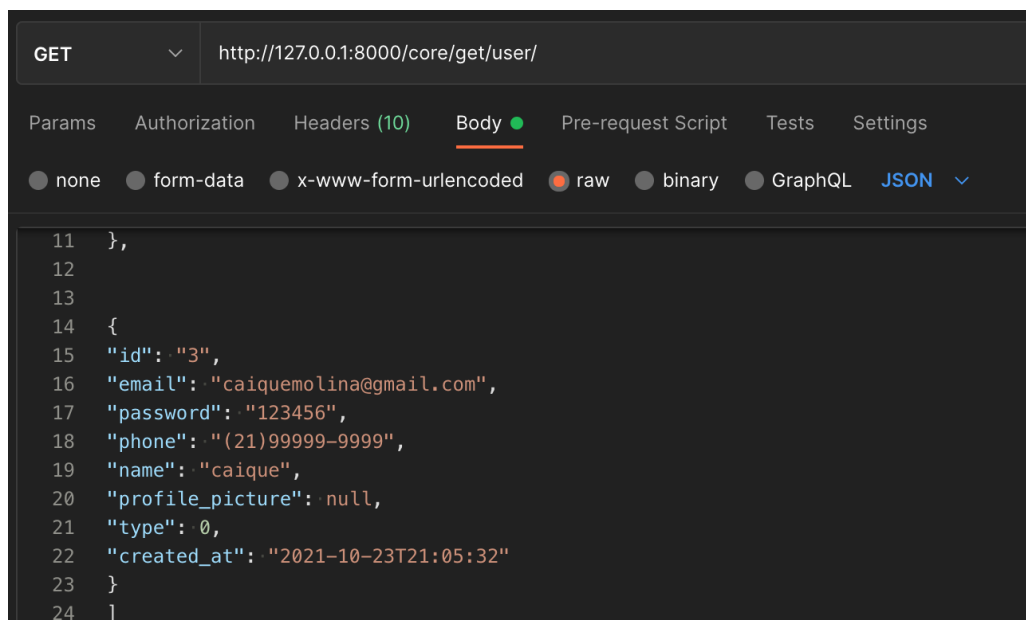 GET http://127.0.0.1:8000/core/get/user/
Params Authorization Headers (10) Body Pre-request Script Tests Settings
none form-data x-www-form-urlencoded raw binary GraphQL JSON
11 },
12
13
14 {
15 "id": "3",
16 "email": "caiquemolina@gmail.com",
17 "password": "123456",
18 "phone": "(21)99999-9999",
19 "name": "caique",
20 "profile_picture": null,
21 "type": 0,
22 "created_at": "2021-10-23T21:05:32"
23 }
24 ]